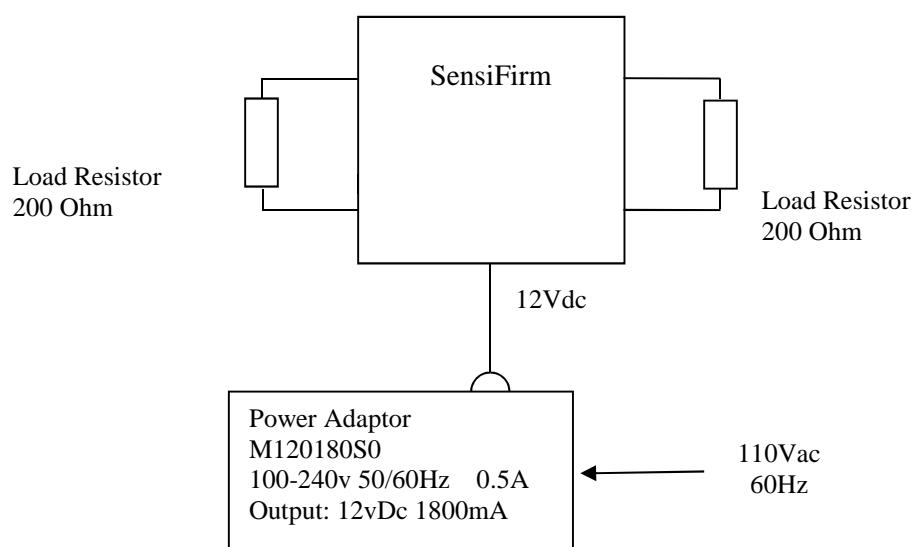 SensiFirm
Load Resistor
200 Ohm
Load Resistor
200 Ohm
12Vdc
Power Adaptor
M120180S0
100-240v 50/60Hz 0.5A
Output: 12vDc 1800mA
110Vac
60Hz